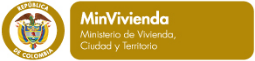 REPÚBLICA
DE COLOMBIA
MinVivienda
Ministerio de Vivienda,
Ciudad y Territorio